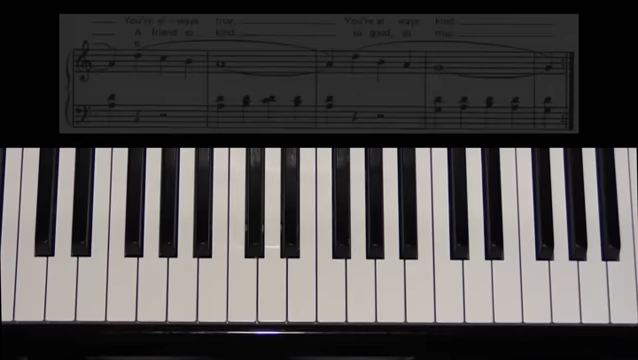 You're al - ways true, You're al ways kind
A friend so kind, so good, so true,